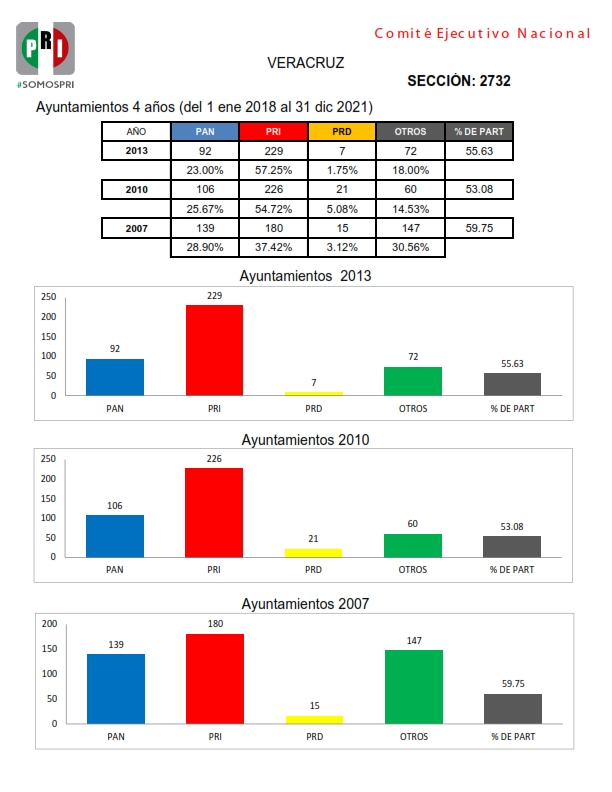 Comité Ejecutivo Nacional
PRI
#SOMOSPRI
VERACRUZ
SECCIÓN: 2732
Ayuntamientos 4 años (del 1 ene 2018 al 31 dic 2021)
AÑO PAN PRI PRD OTROS % DE PART
2013 92 229 7 72 55.63
23.00% 57.25% 1.75% 18.00%
2010 106 226 21 60 53.08
25.67% 54.72% 5.08% 14.53%
2007 139 180 15 147 59.75
28.90% 37.42% 3.12% 30.56%
Ayuntamientos 2013
250
200
150
100
50
0
92
229
7
72
55.63
PAN PRI PRD OTROS % DE PART
Ayuntamientos 2010
250
200
150
100
50
0
106
226
21
60
53.08
PAN PRI PRD OTROS % DE PART
Ayuntamientos 2007
200
150
100
50
0
139
180
15
147
59.75
PAN PRI PRD OTROS % DE PART